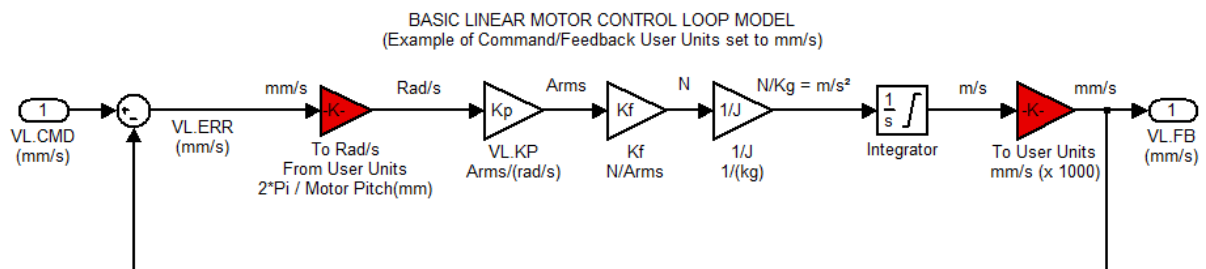 BASIC LINEAR MOTOR CONTROL LOOP MODEL
(Example of Command/Feedback User Units set to mm/s)
mm/s
Rad/s
Arms
N
N/Kg = m/s²
m/s
mm/s
1
VL.CMD
(mm/s)
+
-
VL.ERR
(mm/s)
-K-
To Rad/s
From User Units
2*Pi / Motor Pitch(mm)
Kp
VL.KP
Arms/(rad/s)
Kf
Kf
N/Arms
1/J
1/J
1/(kg)
1
s
Integrator
-K-
To User Units
mm/s (x 1000)
1
VL.FB
(mm/s)